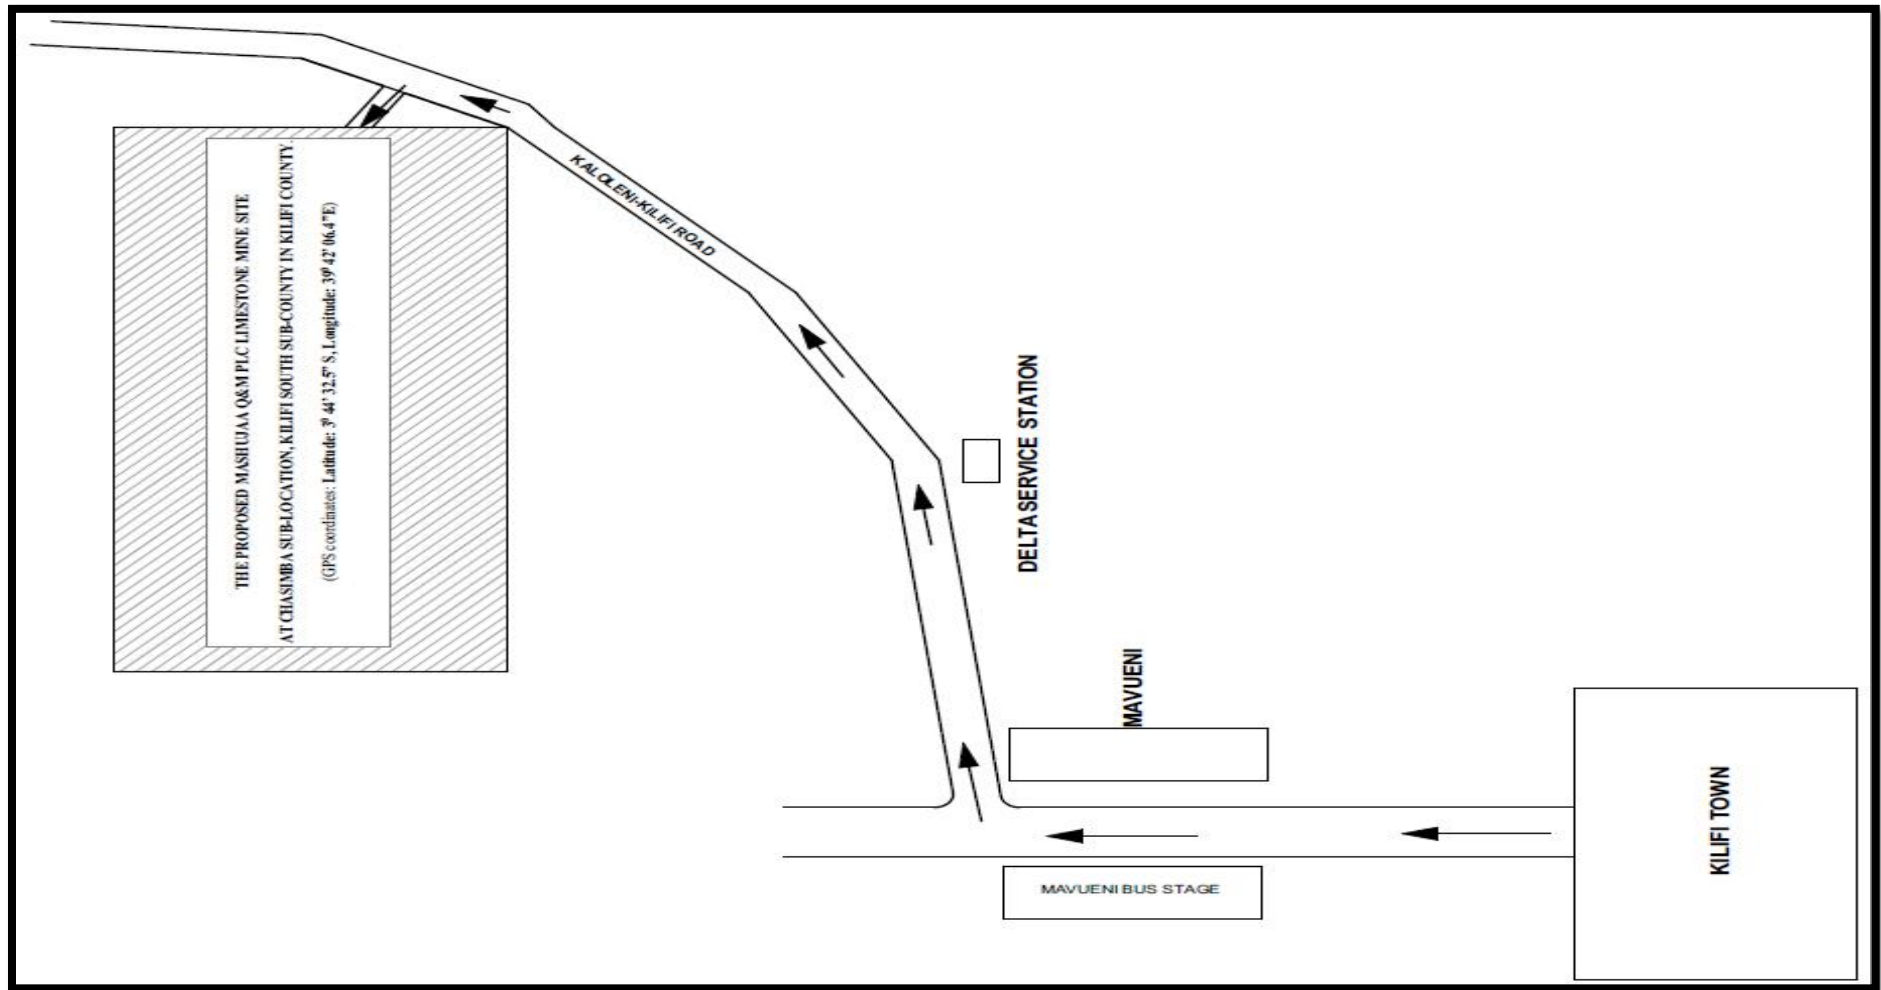 THE PROPOSED MASHUJAA Q&M PLC LIMESTONE MINE SITE
AT CHASIMBA SUB-LOCATION, KILIFI SOUTH SUB-COUNTY IN KILIFI COUNTY.
(GPS coordinates: Latitude: 3⁰ 44' 32.5" S, Longitude: 39⁰ 42' 06.4"E)
KALOLENI-KILIFI ROAD
DELTA SERVICE STATION
MAVUENI
MAVUENI BUS STAGE
KILIFI TOWN